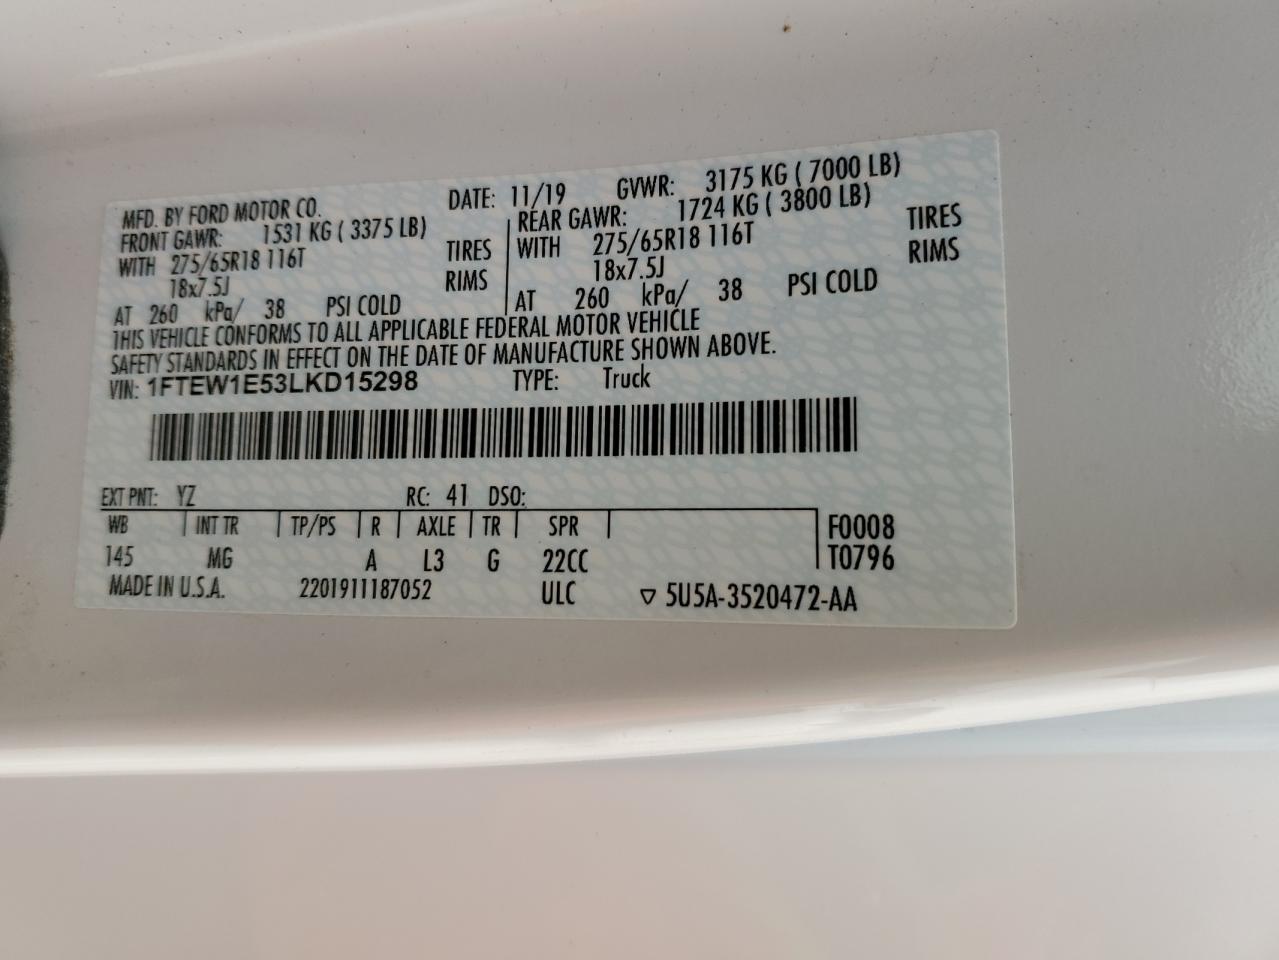 MFD. BY FORD MOTOR CO. DATE: 11/19 GVWR: 3175 KG ( 7000 LB)
FRONT GAWR: 1531 KG ( 3375 LB) REAR GAWR: 1724 KG ( 3800 LB)
WITH 275/65R18 116T TIRES WITH 275/65R18 116T TIRES
18x7.5J RIMS 18x7.5J RIMS
AT 260 kPa/ 38 PSI COLD AT 260 kPa/ 38 PSI COLD
THIS VEHICLE CONFORMS TO ALL APPLICABLE FEDERAL MOTOR VEHICLE
SAFETY STANDARDS IN EFFECT ON THE DATE OF MANUFACTURE SHOWN ABOVE.
VIN: 1FTEW1E53LKD15298 TYPE: Truck
EXT PNT: YZ RC: 41 DSO:
WB INT TR TP/PS R AXLE TR SPR F0008
145 MG A L3 G 22CC T0796
MADE IN U.S.A. 2201911187052 ULC ▽ 5U5A-3520472-AA